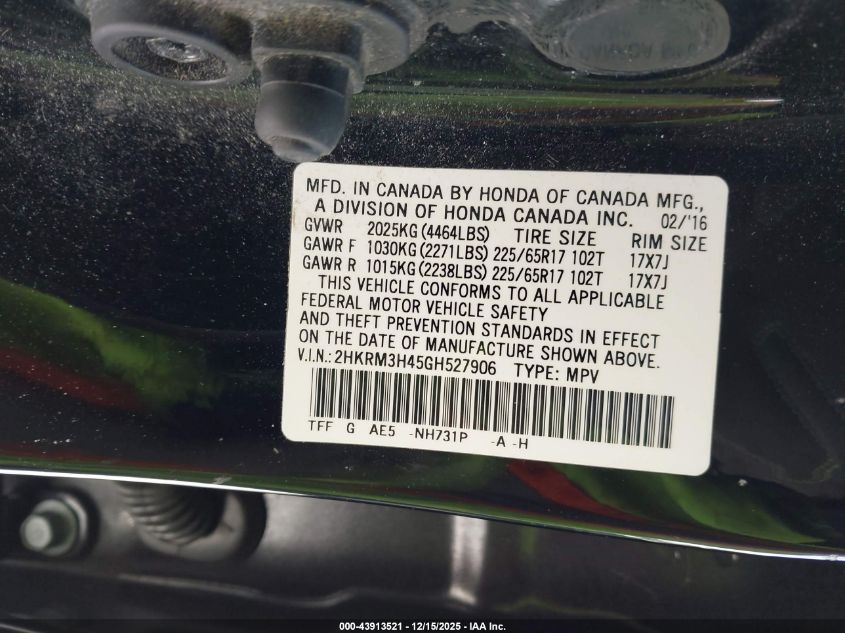 MFD. IN CANADA BY HONDA OF CANADA MFG.,
A DIVISION OF HONDA CANADA INC. 02/'16
GVWR 2025KG(4464LBS) TIRE SIZE RIM SIZE
GAWR F 1030KG(2271LBS) 225/65R17 102T 17X7J
GAWR R 1015KG(2238LBS) 225/65R17 102T 17X7J
THIS VEHICLE CONFORMS TO ALL APPLICABLE
FEDERAL MOTOR VEHICLE SAFETY
AND THEFT PREVENTION STANDARDS IN EFFECT
ON THE DATE OF MANUFACTURE SHOWN ABOVE.
V.I.N.:2HKRM3H45GH527906 TYPE: MPV
TFF G AE5 -NH731P -A -H
000-43913521 - 12/15/2025 - IAA Inc.